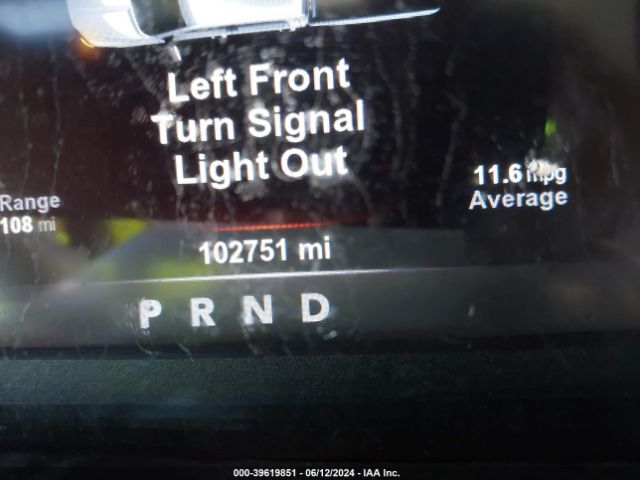 Left Front
Turn Signal
Light Out
11.6 mpg
Average
Range
108 mi
102751 mi
P R N D
000-39619851 - 06/12/2024 - IAA Inc.